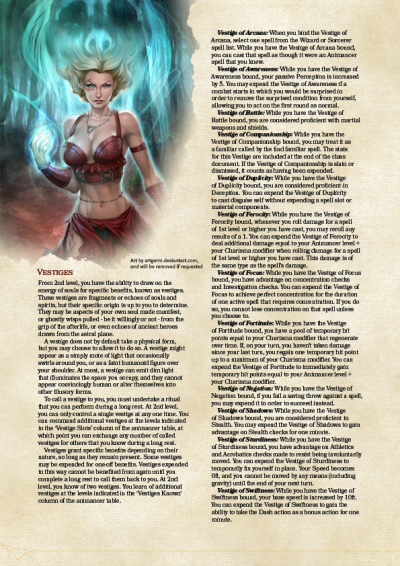 Art by artgerm.deviantart.com,
and will be removed if requested
VESTIGES
From 2nd level, you have the ability to draw on the
energy of souls for specific benefits, known as vestiges.
These vestiges are fragments or echoes of souls and
spirits, but their specific origin is up to you to determine.
They may be aspects of your own soul made manifest,
or ghostly wisps pulled - be it willingly or not - from the
grip of the afterlife, or even echoes of ancient heroes
drawn from the astral plane.
A vestige does not by default take a physical form,
but you may choose to allow it to do so. A vestige might
appear as a simply mote of light that occasionally
swirls around you, or as a faint humanoid figure over
your shoulder. At most, a vestige can emit dim light
that illuminates the space you occupy, and they cannot
appear convincingly human or alter themselves into
other illusory forms.
To call a vestige to you, you must undertake a ritual
that you can perform during a long rest. At 2nd level,
you can only control a single vestige at any one time. You
can command additional vestiges at the levels indicated
in the 'Vestige Slots' column of the animancer table, at
which point you can exchange any number of called
vestiges for others that you know during a long rest.
Vestiges grant specific benefits depending on their
nature, so long as they remain present. Some vestiges
may be expended for one-off benefits. Vestiges expended
in this way cannot be benefited from again until you
complete a long rest to call them back to you. At 2nd
level, you know of two vestiges. You learn of additional
vestiges at the levels indicated in the 'Vestiges Known'
column of the animancer table.
Vestige of Arcana: When you bind the Vestige of
Arcana, select one spell from the Wizard or Sorcerer
spell list. While you have the Vestige of Arcana bound,
you can cast that spell as though it were an Animancer
spell that you knew.
Vestige of Awareness: While you have the Vestige of
Awareness bound, your passive Perception is increased
by 5. You may expend the Vestige of Awareness if a
combat starts in which you would be surprised in
order to remove the surprised condition from yourself,
allowing you to act on the first round as normal.
Vestige of Battle: While you have the Vestige of
Battle bound, you are considered proficient with martial
weapons and shields.
Vestige of Companionship: While you have the
Vestige of Companionship bound, you may treat it as
a familiar called by the find familiar spell. The stats
for this Vestige are included at the end of the class
document. If the Vestige of Companionship is slain or
dismissed, it counts as having been expended.
Vestige of Duplicity: While you have the Vestige
of Duplicity bound, you are considered proficient in
Deception. You can expend the Vestige of Duplicity
to cast disguise self without expending a spell slot or
material components.
Vestige of Ferocity: While you have the Vestige of
Ferocity bound, whenever you roll damage for a spell
of 1st level or higher you cast, you may reroll any
results of a 1. You can expend the Vestige of Ferocity to
deal additional damage equal to your Animancer level +
your Charisma modifier when rolling damage for a spell
of 1st level or higher you cast. This damage is of
the same type as the spell's damage.
Vestige of Focus: While you have the Vestige of Focus
bound, you have advantage on concentration checks
and Investigation checks. You can expend the Vestige of
Focus to achieve perfect concentration for the duration
of one active spell that requires concentration. If you do
so, you cannot lose concentration on that spell unless
you choose to.
Vestige of Fortitude: While you have the Vestige
of Fortitude bound, you have a pool of temporary hit
points equal to your Charisma modifier that regenerate
over time. If, on your turn, you haven't taken damage
since your last turn, you regain one temporary hit point
up to a maximum of your Charisma modifier. You can
expend the Vestige of Fortitude to immediately gain
temporary hit points equal to your Animancer level +
your Charisma modifier.
Vestige of Negation: While you have the Vestige of
Negation bound, if you fail a saving throw against a spell,
you may expend it in order to succeed instead.
Vestige of Shadows: While you have the Vestige
of Shadows bound, you are considered proficient in
Stealth. You may expend the Vestige of Shadows to gain
advantage on Stealth checks for one minute.
Vestige of Sturdiness: While you have the Vestige
of Sturdiness bound, you have advantage on Athletics
and Acrobatics checks made to resist being involuntarily
moved. You can expend the Vestige of Sturdiness to
temporarily fix yourself in place. Your Speed becomes
0ft, and you cannot be moved by any means (including
gravity) until the end of your next turn.
Vestige of Swiftness: While you have the Vestige of
Swiftness bound, your base speed is increased by 10ft.
You can expend the Vestige of Swiftness to gain the
ability to take the Dash action as a bonus action for one
minute.